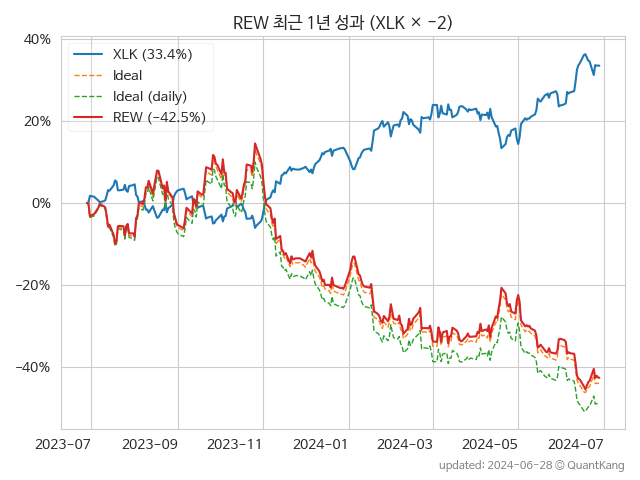 REW 최근 1년 성과 (XLK × −2)
40%
20%
0%
−20%
−40%
XLK (33.4%)
Ideal
Ideal (daily)
REW (−42.5%)
2023-07
2023-09
2023-11
2024-01
2024-03
2024-05
2024-07
updated: 2024-06-28 © QuantKang